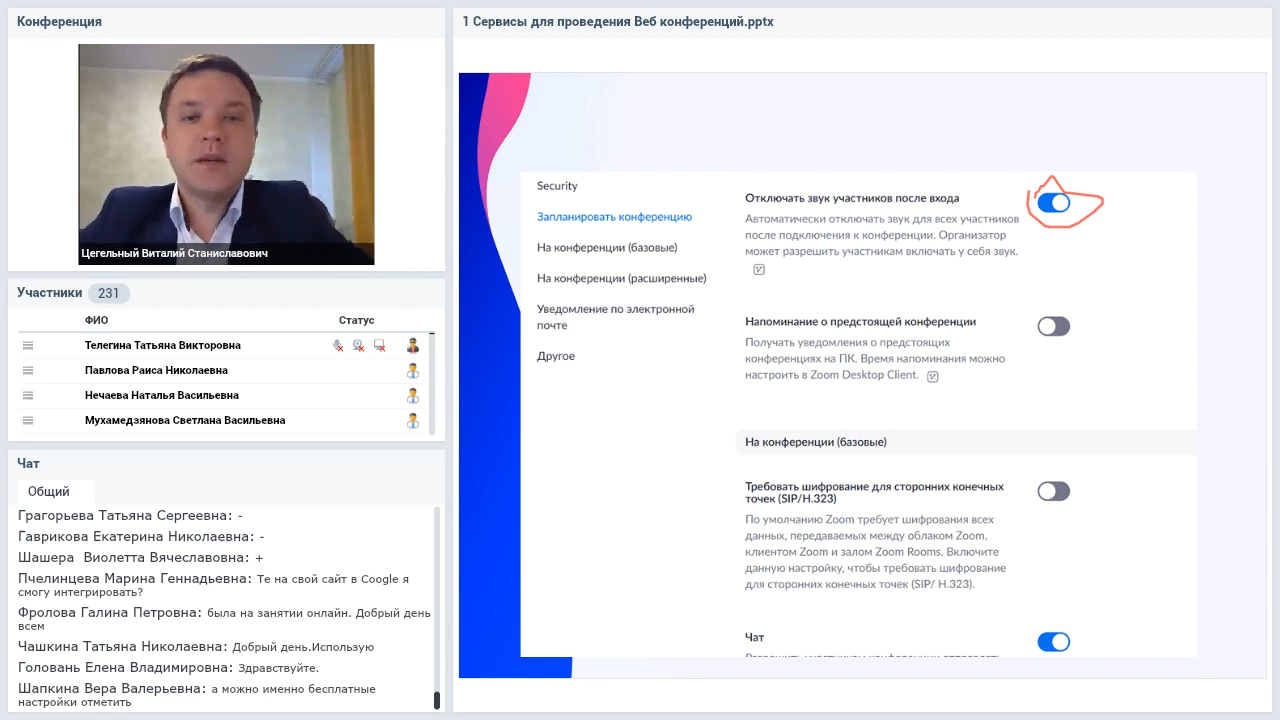 Конференция
Цегельный Виталий Станиславович
Участники 231
ФИО Статус
Телегина Татьяна Викторовна
Павлова Раиса Николаевна
Нечаева Наталья Васильевна
Мухамедзянова Светлана Васильевна
Чат
Общий
Граторьева Татьяна Сергеевна: -
Гаврикова Екатерина Николаевна: -
Шашера Виолетта Вячеславовна: +
Пчелинцева Марина Геннадьевна: Те на свой сайт в Coogle я
смогу интегрировать?
Фролова Галина Петровна: была на занятии онлайн. Добрый день
всем
Чашкина Татьяна Николаевна: Добрый день.Использую
Головань Елена Владимировна: Здравствуйте.
Шапкина Вера Валерьевна: а можно именно бесплатные
настройки отметить
1 Сервисы для проведения Веб конференций.pptx
Security
Запланировать конференцию
На конференции (базовые)
На конференции (расширенные)
Уведомление по электронной
почте
Другое
Отключать звук участников после входа
Автоматически отключать звук для всех участников
после подключения к конференции. Организатор
может разрешить участникам включать у себя звук.
Напоминание о предстоящей конференции
Получать уведомления о предстоящих
конференциях на ПК. Время напоминания можно
настроить в Zoom Desktop Client.
На конференции (базовые)
Требовать шифрование для сторонних конечных
точек (SIP/H.323)
По умолчанию Zoom требует шифрования всех
данных, передаваемых между облаком Zoom,
клиентом Zoom и залом Zoom Rooms. Включите
данную настройку, чтобы требовать шифрование
для сторонних конечных точек (SIP/ H.323).
Чат